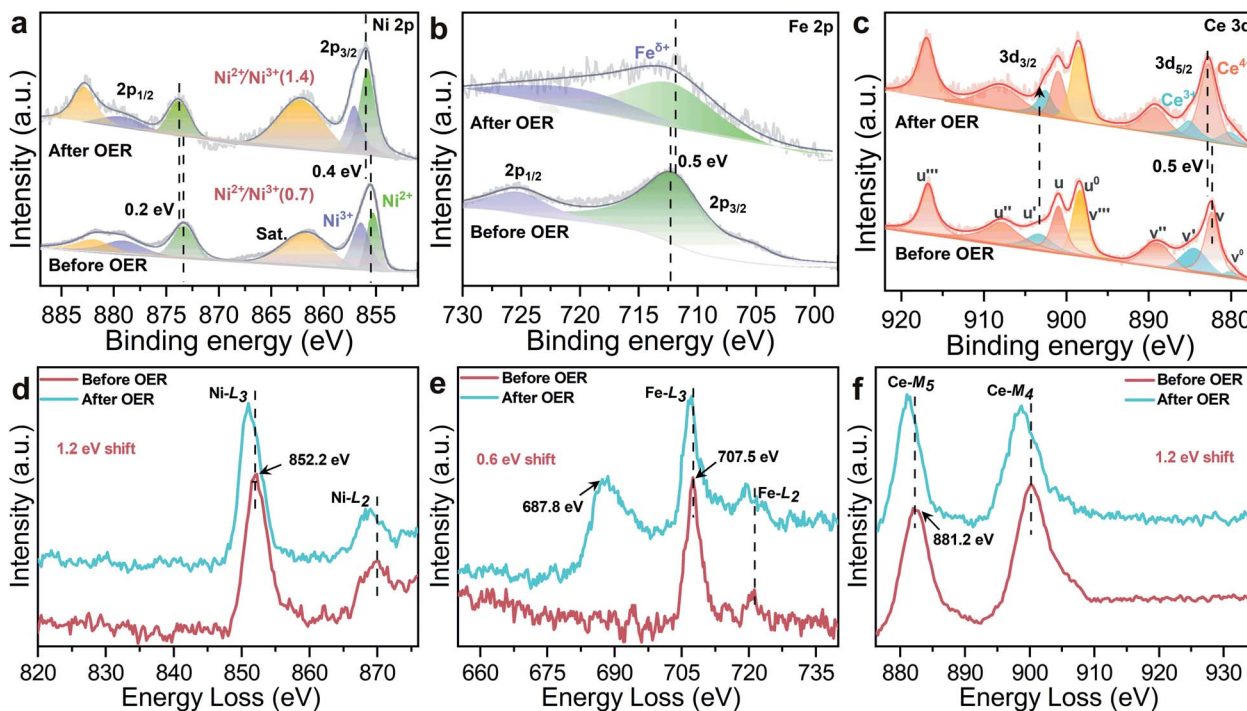 a
Ni 2p
2p3/2
Ni2+/Ni3+(1.4)
2p1/2
After OER
0.4 eV
Ni2+/Ni3+(0.7)
0.2 eV
Ni3+
Ni2+
Sat.
Before OER
Intensity (a.u.)
885 880 875 870 865 860 855
Binding energy (eV)
b
Fe 2p
Feδ+
After OER
0.5 eV
2p1/2
2p3/2
Before OER
Intensity (a.u.)
730 725 720 715 710 705 700
Binding energy (eV)
c
Ce 3d
3d3/2
3d5/2
Ce4
Ce3+
After OER
0.5 eV
u'''
u''
u'
u
u0
v'''
v''
v'
v
v0
Before OER
Intensity (a.u.)
920 910 900 890 880
Binding energy (eV)
d
Before OER
After OER
Ni-L3
1.2 eV shift
852.2 eV
Ni-L2
Intensity (a.u.)
820 830 840 850 860 870
Energy Loss (eV)
e
Before OER
After OER
Fe-L3
0.6 eV shift
707.5 eV
687.8 eV
Fe-L2
Intensity (a.u.)
660 675 690 705 720 735
Energy Loss (eV)
f
Ce-M5
Ce-M4
Before OER
After OER
1.2 eV shift
881.2 eV
Intensity (a.u.)
880 890 900 910 920 930
Energy Loss (eV)